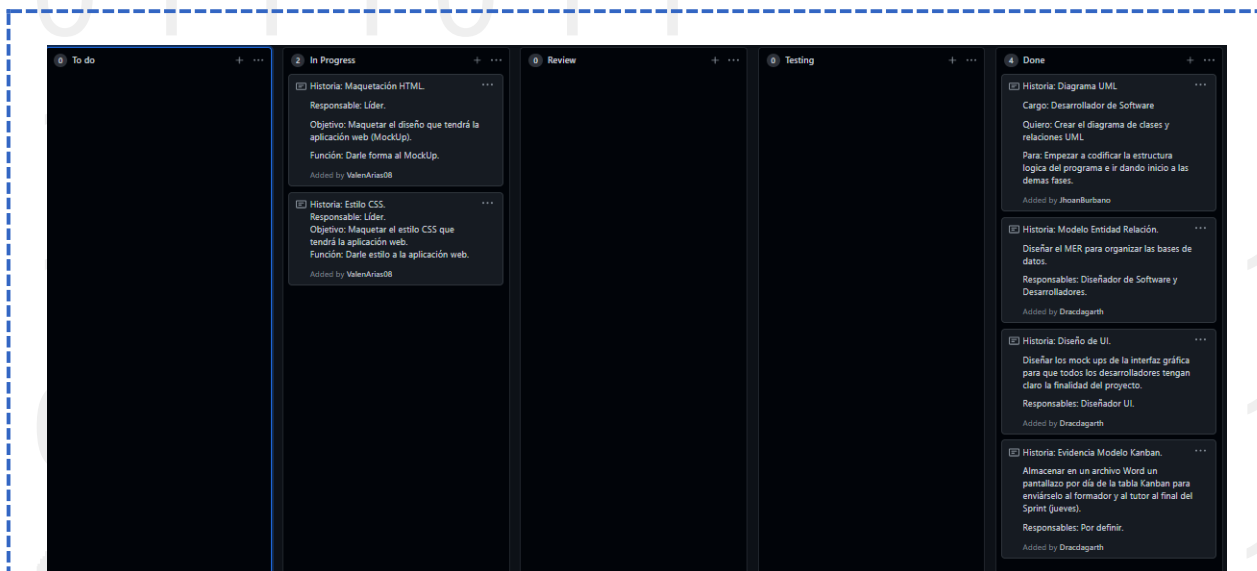 0 To do
2 In Progress
Historia: Maquetación HTML.
Responsable: Líder.
Objetivo: Maquetar el diseño que tendrá la
aplicación web (MockUp).
Función: Darle forma al MockUp.
Added by ValenArias08
Historia: Estilo CSS.
Responsable: Líder.
Objetivo: Maquetar el estilo CSS que
tendrá la aplicación web.
Función: Darle estilo a la aplicación web.
Added by ValenArias08
0 Review
0 Testing
4 Done
Historia: Diagrama UML
Cargo: Desarrollador de Software
Quiero: Crear el diagrama de clases y
relaciones UML
Para: Empezar a codificar la estructura
logica del programa e ir dando inicio a las
demas fases.
Added by JhoanBurbano
Historia: Modelo Entidad Relación.
Diseñar el MER para organizar las bases de
datos.
Responsables: Diseñador de Software y
Desarrolladores.
Added by Dracdagarth
Historia: Diseño de UI.
Diseñar los mock ups de la interfaz gráfica
para que todos los desarrolladores tengan
claro la finalidad del proyecto.
Responsables: Diseñador UI.
Added by Dracdagarth
Historia: Evidencia Modelo Kanban.
Almacenar en un archivo Word un
pantallazo por día de la tabla Kanban para
enviárselo al formador y al tutor al final del
Sprint (jueves).
Responsables: Por definir.
Added by Dracdagarth